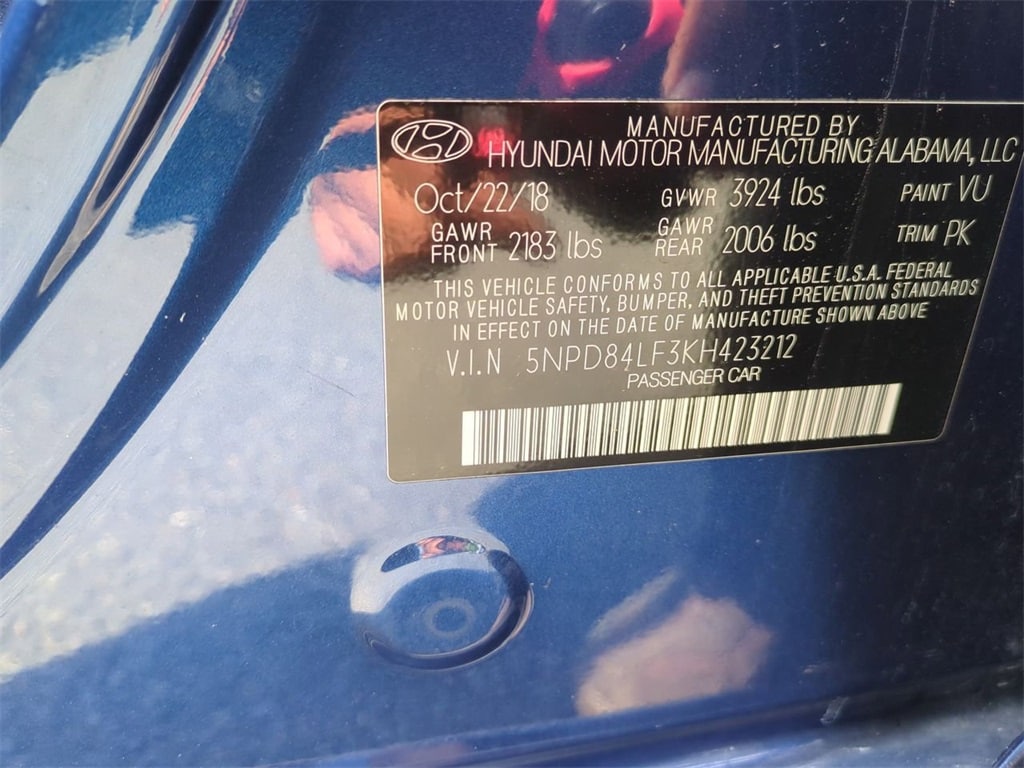 MANUFACTURED BY
HYUNDAI MOTOR MANUFACTURING ALABAMA, LLC
Oct/22/18 GVWR 3924 lbs PAINT VU
GAWR FRONT 2183 lbs GAWR REAR 2006 lbs TRIM PK
THIS VEHICLE CONFORMS TO ALL APPLICABLE U.S.A. FEDERAL
MOTOR VEHICLE SAFETY, BUMPER, AND THEFT PREVENTION STANDARDS
IN EFFECT ON THE DATE OF MANUFACTURE SHOWN ABOVE
V.I.N 5NPD84LF3KH423212
PASSENGER CAR